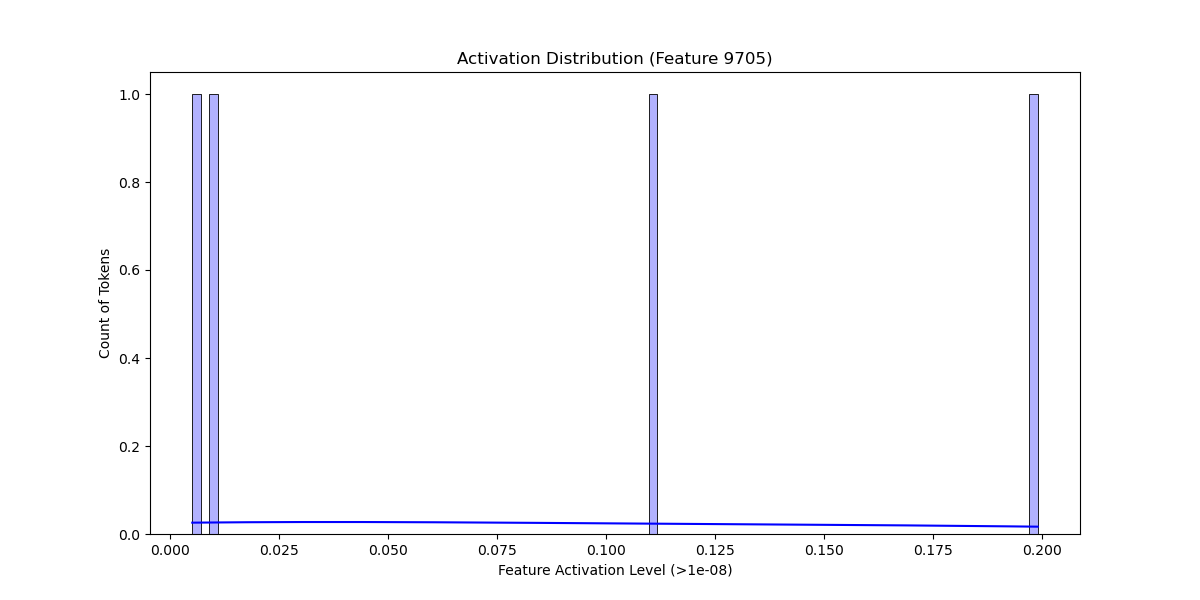 Activation Distribution (Feature 9705)
1.0
0.8
0.6
0.4
0.2
0.0
Count of Tokens
0.000 0.025 0.050 0.075 0.100 0.125 0.150 0.175 0.200
Feature Activation Level (>1e-08)